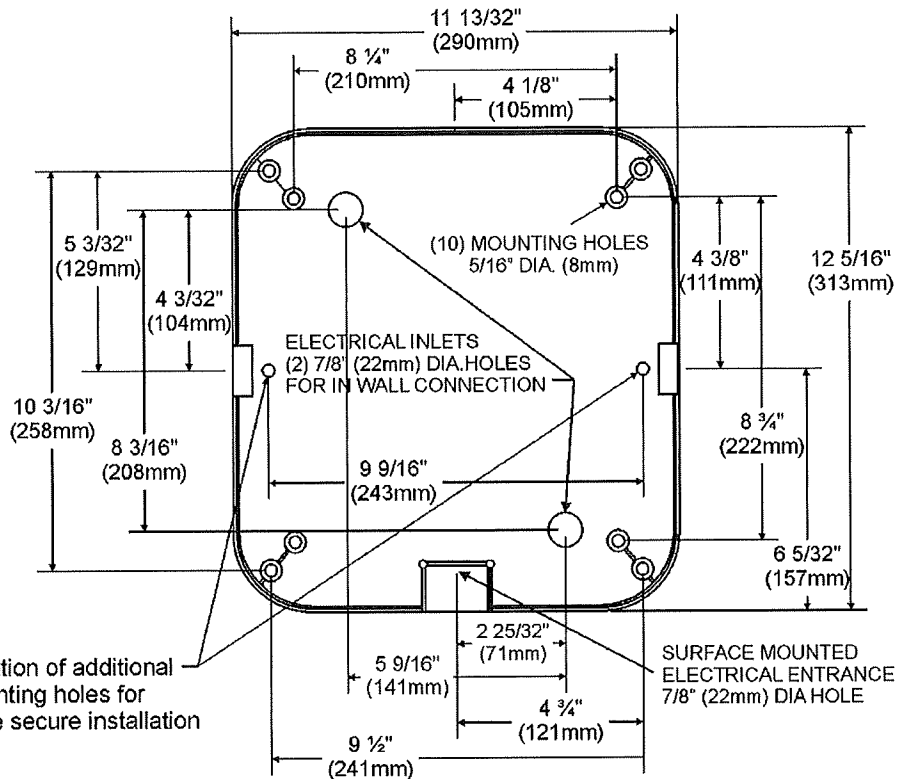 11 13/32"
(290mm)
8 ¼"
(210mm)
4 1/8"
(105mm)
5 3/32"
(129mm)
4 3/32"
(104mm)
(10) MOUNTING HOLES
5/16" DIA. (8mm)
4 3/8"
(111mm)
12 5/16"
(313mm)
ELECTRICAL INLETS
(2) 7/8" (22mm) DIA.HOLES
FOR IN WALL CONNECTION
10 3/16"
(258mm)
8 3/16"
(208mm)
8 ¾"
(222mm)
9 9/16"
(243mm)
6 5/32"
(157mm)
2 25/32"
(71mm)
5 9/16"
(141mm)
SURFACE MOUNTED
ELECTRICAL ENTRANCE
7/8" (22mm) DIA HOLE
tion of additional
nting holes for
e secure installation
4 ¾"
(121mm)
9 ½"
(241mm)